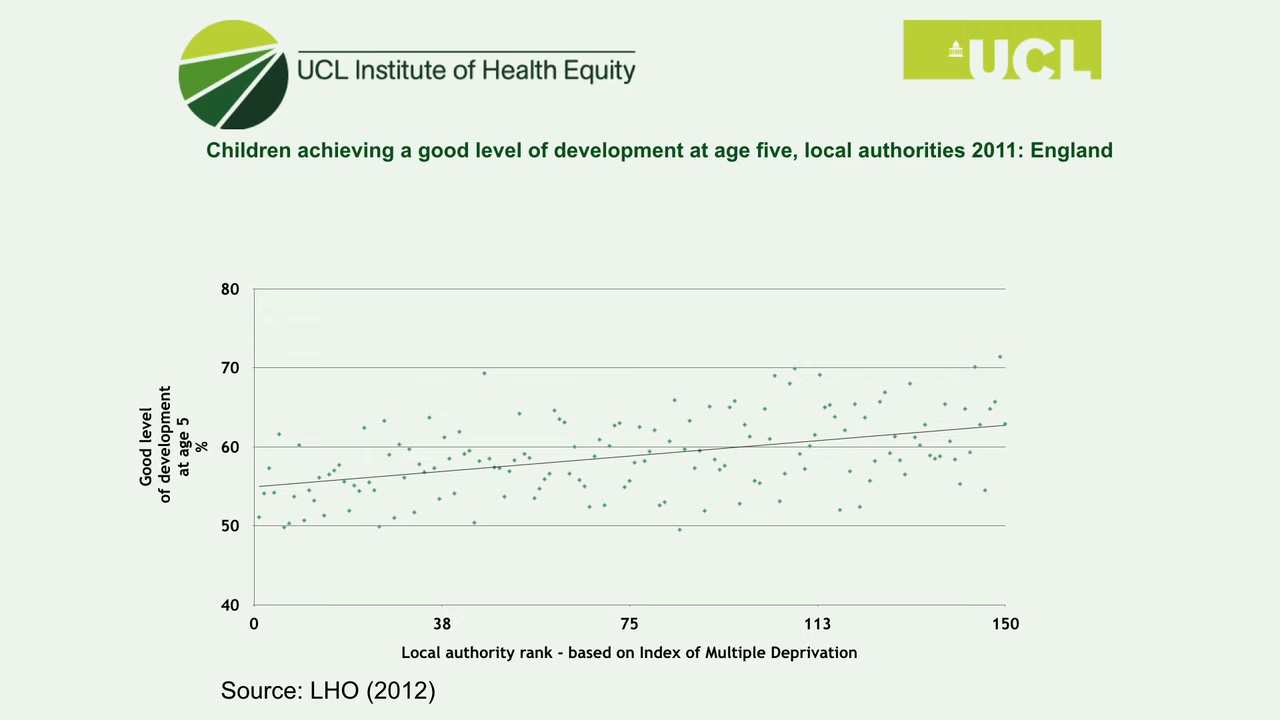 UCL Institute of Health Equity
UCL
Children achieving a good level of development at age five, local authorities 2011: England
Good level
of development
at age 5
%
80
70
60
50
40
0 38 75 113 150
Local authority rank - based on Index of Multiple Deprivation
Source: LHO (2012)